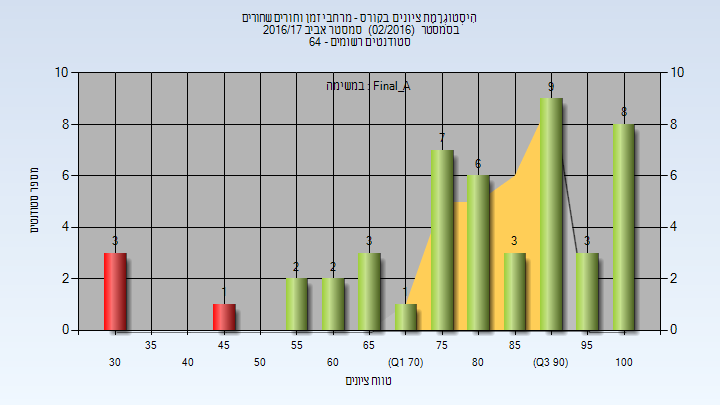 היסטוגרמת ציונים בקורס - מרחבי זמן וחורים שחורים
בסמסטר (02/2016) סמסטר אביב 2016/17
סטודנטים רשומים - 64
במשימה : Final_A
מספר סטודנטים
10 10
8 8
6 6
4 4
2 2
0 0
3 1 2 2 3 1 7 6 3 9 3 8
35 45 55 65 75 85 95
30 40 50 60 (Q1 70) 80 (Q3 90) 100
טווח ציונים